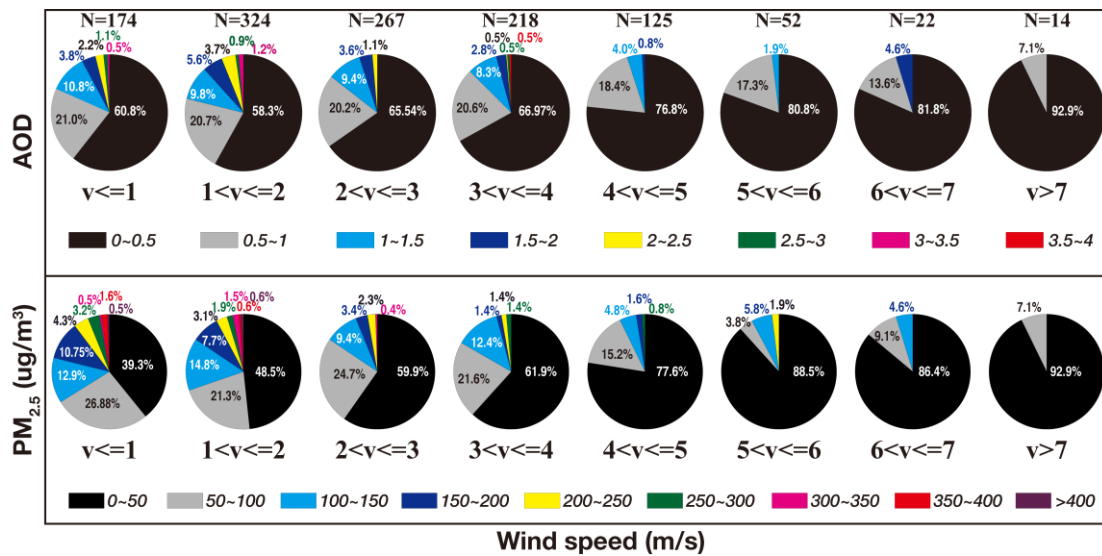 N=174 N=324 N=267 N=218 N=125 N=52 N=22 N=14
AOD
60.8% 21.0% 10.8% 3.8% 2.2% 1.1% 0.5%
58.3% 20.7% 9.8% 5.6% 3.7% 0.9% 1.2%
65.54% 20.2% 9.4% 3.6% 1.1%
66.97% 20.6% 8.3% 2.8% 0.5% 0.5% 0.5%
76.8% 18.4% 4.0% 0.8%
80.8% 17.3% 1.9%
81.8% 13.6% 4.6%
92.9% 7.1%
v<=1 1<v<=2 2<v<=3 3<v<=4 4<v<=5 5<v<=6 6<v<=7 v>7
0~0.5 0.5~1 1~1.5 1.5~2 2~2.5 2.5~3 3~3.5 3.5~4
PM2.5 (ug/m³)
39.3% 26.88% 12.9% 10.75% 4.3% 3.2% 0.5% 1.6% 0.5%
48.5% 21.3% 14.8% 7.7% 3.1% 1.9% 1.5% 0.6% 0.6%
59.9% 24.7% 9.4% 3.4% 2.3% 0.4%
61.9% 21.6% 12.4% 1.4% 1.4% 1.4%
77.6% 15.2% 4.8% 1.6% 0.8%
88.5% 3.8% 5.8% 1.9%
86.4% 9.1% 4.6%
92.9% 7.1%
v<=1 1<v<=2 2<v<=3 3<v<=4 4<v<=5 5<v<=6 6<v<=7 v>7
0~50 50~100 100~150 150~200 200~250 250~300 300~350 350~400 >400
Wind speed (m/s)